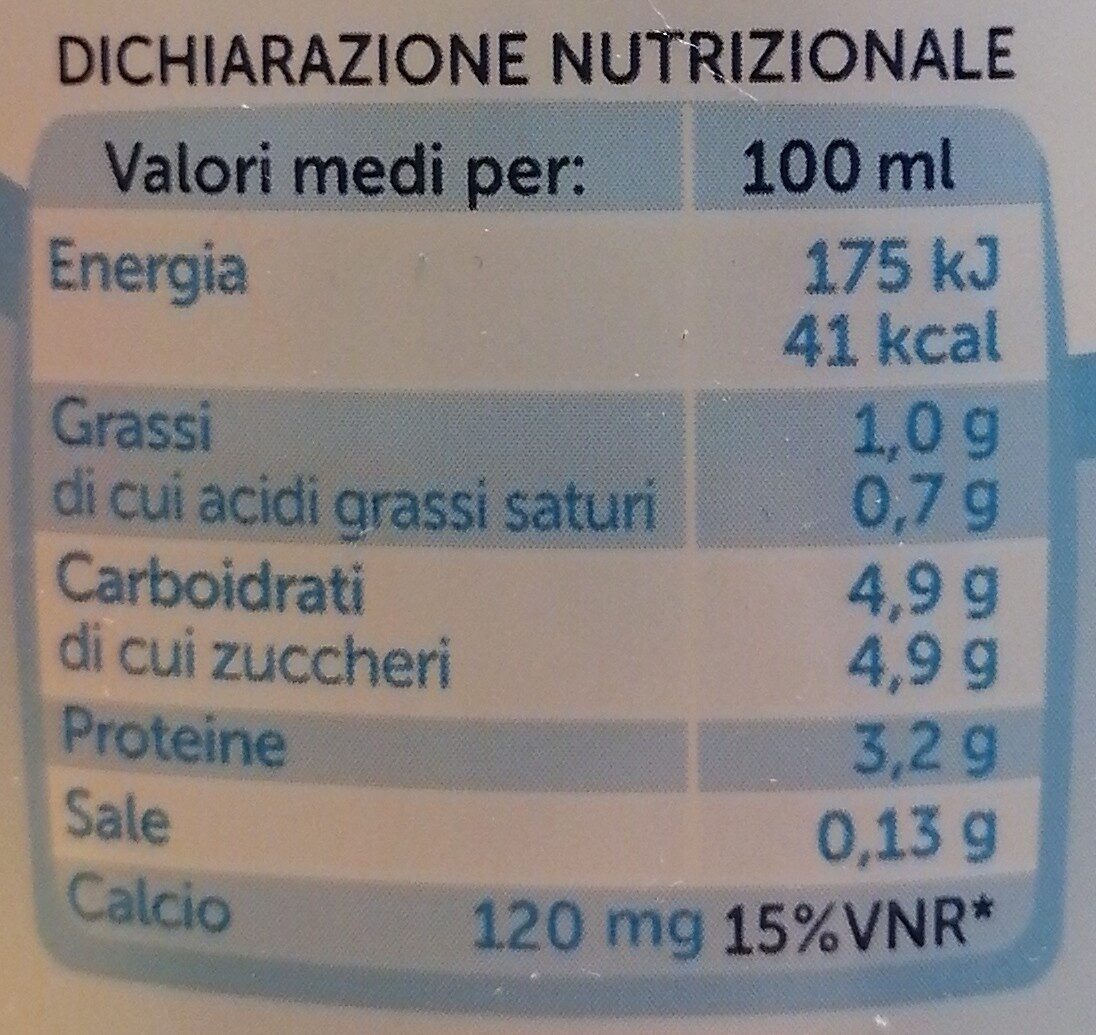 DICHIARAZIONE NUTRIZIONALE
Valori medi per: 100 ml
Energia 175 kJ
41 kcal
Grassi 1,0 g
di cui acidi grassi saturi 0,7 g
Carboidrati 4,9 g
di cui zuccheri 4,9 g
Proteine 3,2 g
Sale 0,13 g
Calcio 120 mg 15%VNR*